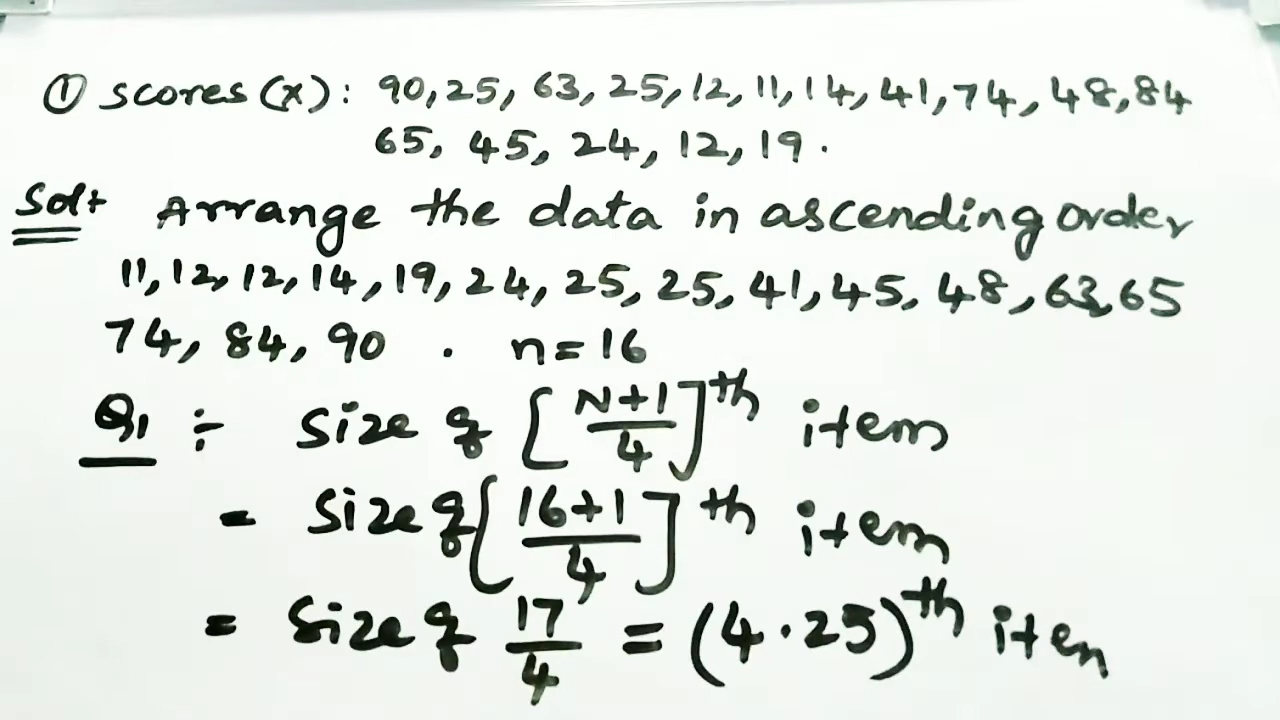 ① scores (x): 90, 25, 63, 25, 12, 11, 14, 41, 74, 48, 84
65, 45, 24, 12, 19.
Sol: Arrange the data in ascending order
11, 12, 12, 14, 19, 24, 25, 25, 41, 45, 48, 63, 65
74, 84, 90 . n=16
Q1 ÷ Size of [N+1/4]th item
= Size of [16+1/4]th item
= Size of 17/4 = (4.25)th item